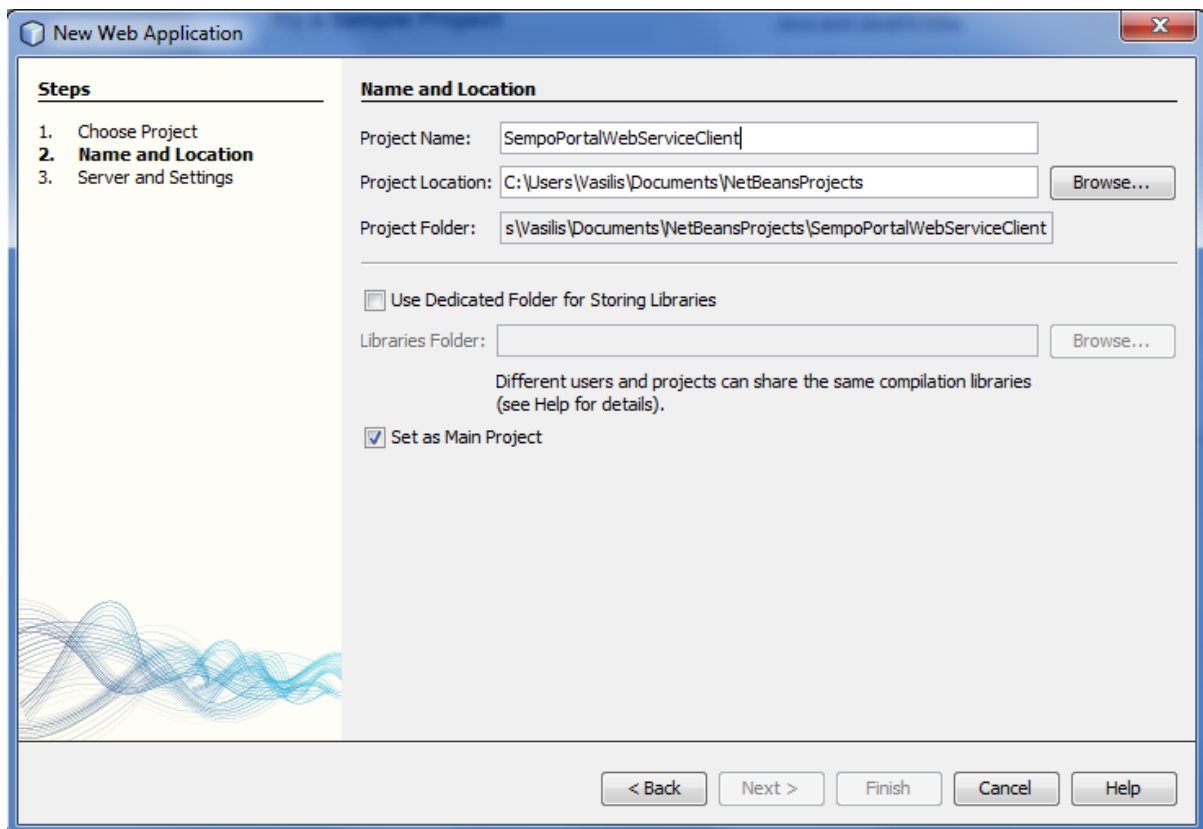 Try a Sample Project
New Web Application
Steps
1. Choose Project
2. Name and Location
3. Server and Settings
Name and Location
Project Name: SempoPortalWebServiceClient
Project Location: C:\Users\Vasilis\Documents\NetBeansProjects Browse...
Project Folder: s\Vasilis\Documents\NetBeansProjects\SempoPortalWebServiceClient
Use Dedicated Folder for Storing Libraries
Libraries Folder: Browse...
Different users and projects can share the same compilation libraries
(see Help for details).
Set as Main Project
< Back Next > Finish Cancel Help